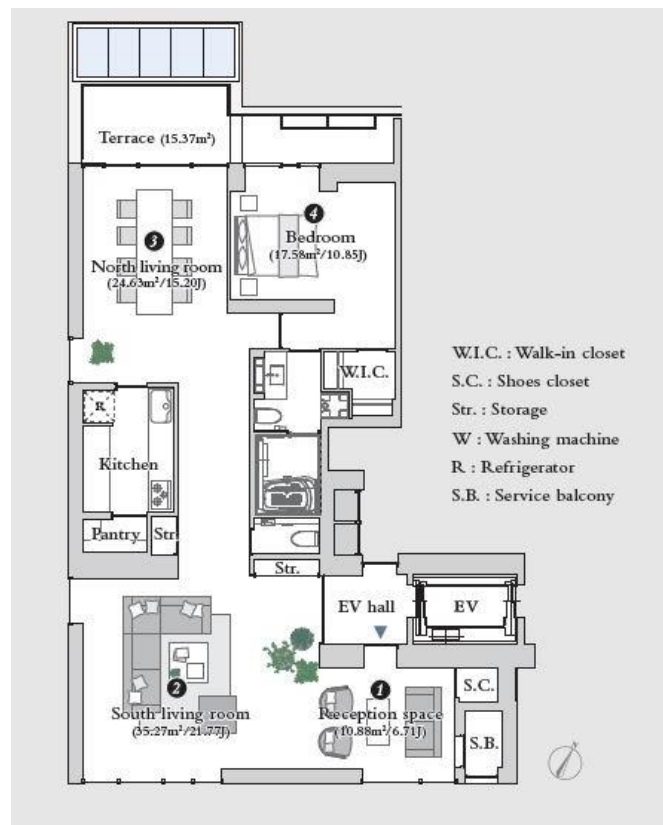 Terrace (15.37m²)
4
Bedroom
(17.58m²/10.85J)
3
North living room
(24.63m²/15.20J)
W.I.C.
W.I.C. : Walk-in closet
S.C. : Shoes closet
Str. : Storage
W : Washing machine
R : Refrigerator
S.B. : Service balcony
R
Kitchen
Pantry
Str.
Str.
EV hall
EV
2
South living room
(35.27m²/21.77J)
1
Reception space
(10.88m²/6.71J)
S.C.
S.B.